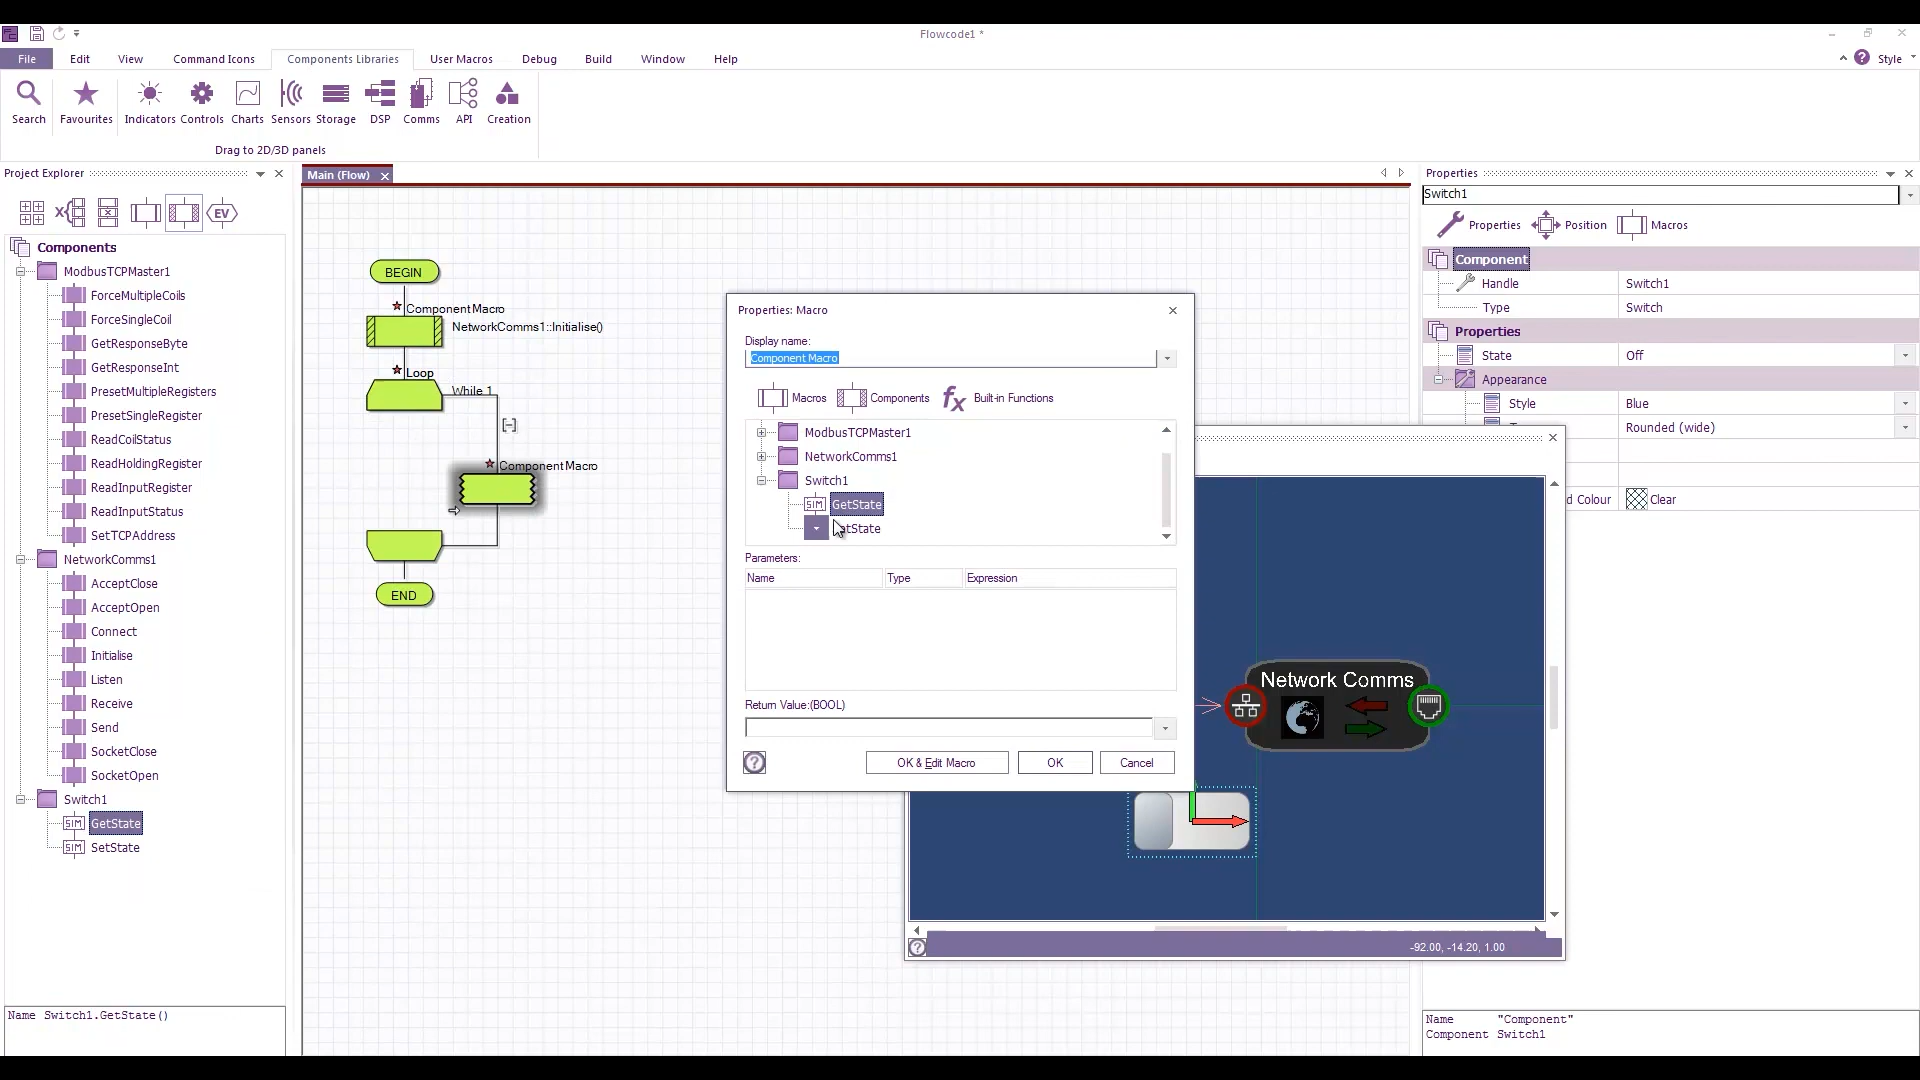 Flowcode1 *
File Edit View Command Icons Components Libraries User Macros Debug Build Window Help
Style
Search Favourites Indicators Controls Charts Sensors Storage DSP Comms API Creation
Drag to 2D/3D panels
Project Explorer
EV
Components
ModbusTCPMaster1
ForceMultipleCoils
ForceSingleCoil
GetResponseByte
GetResponseInt
PresetMultipleRegisters
PresetSingleRegister
ReadCoilStatus
ReadHoldingRegister
ReadInputRegister
ReadInputStatus
SetTCPAddress
NetworkComms1
AcceptClose
AcceptOpen
Connect
Initialise
Listen
Receive
Send
SocketClose
SocketOpen
Switch1
SIM GetState
SIM SetState
Name Switch1.GetState()
Main (Flow)
BEGIN
Component Macro
NetworkComms1::Initialise()
Loop
While 1
Component Macro
END
Properties: Macro
Display name:
Component Macro
Macros Components fx Built-in Functions
ModbusTCPMaster1
NetworkComms1
Switch1
SIM GetState
tState
Parameters:
Name Type Expression
Return Value:(BOOL)
OK & Edit Macro OK Cancel
Network Comms
-92.00, -14.20, 1.00
Properties
Switch1
Properties Position Macros
Component
Handle Switch1
Type Switch
Properties
State Off
Appearance
Style Blue
Rounded (wide)
d Colour Clear
Name "Component"
Component Switch1